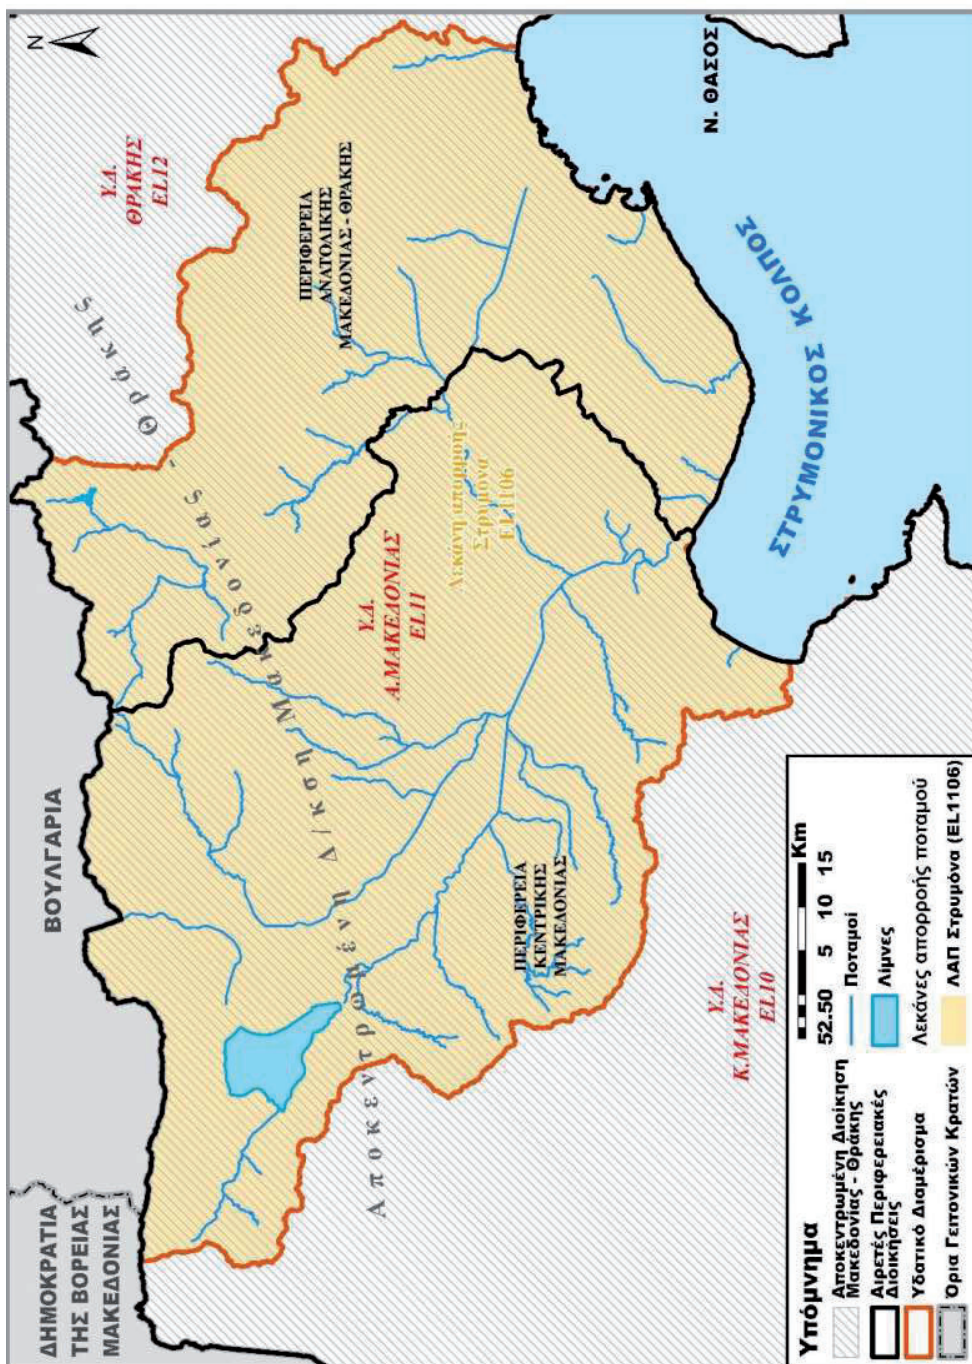 N
ΔΗΜΟΚΡΑΤΙΑ
ΤΗΣ ΒΟΡΕΙΑΣ
ΜΑΚΕΔΟΝΙΑΣ
ΒΟΥΛΓΑΡΙΑ
Υ.Δ.
ΘΡΑΚΗΣ
EL12
Αποκεντρωμένη Δ/κση Μακεδονίας - Θράκης
ΠΕΡΙΦΕΡΕΙΑ
ΑΝΑΤΟΛΙΚΗΣ
ΜΑΚΕΔΟΝΙΑΣ - ΘΡΑΚΗΣ
Υ.Δ.
Α.ΜΑΚΕΔΟΝΙΑΣ
EL11
Λεκάνη απορροής
Στρυμόνα
EL1106
ΠΕΡΙΦΕΡΕΙΑ
ΚΕΝΤΡΙΚΗΣ
ΜΑΚΕΔΟΝΙΑΣ
Υ.Δ.
Κ.ΜΑΚΕΔΟΝΙΑΣ
EL10
Ν. ΘΑΣΟΣ
ΣΤΡΥΜΟΝΙΚΟΣ ΚΟΛΠΟΣ
Υπόμνημα
52.50 5 10 15
Km
Αποκεντρωμένη Διοίκηση
Μακεδονίας - Θράκης
Αιρετές Περιφερειακές
Διοικήσεις
Υδατικό Διαμέρισμα
Όρια Γειτονικών Κρατών
Ποταμοί
Λίμνες
Λεκάνες απορροής ποταμού
ΛΑΠ Στρυμόνα (EL1106)